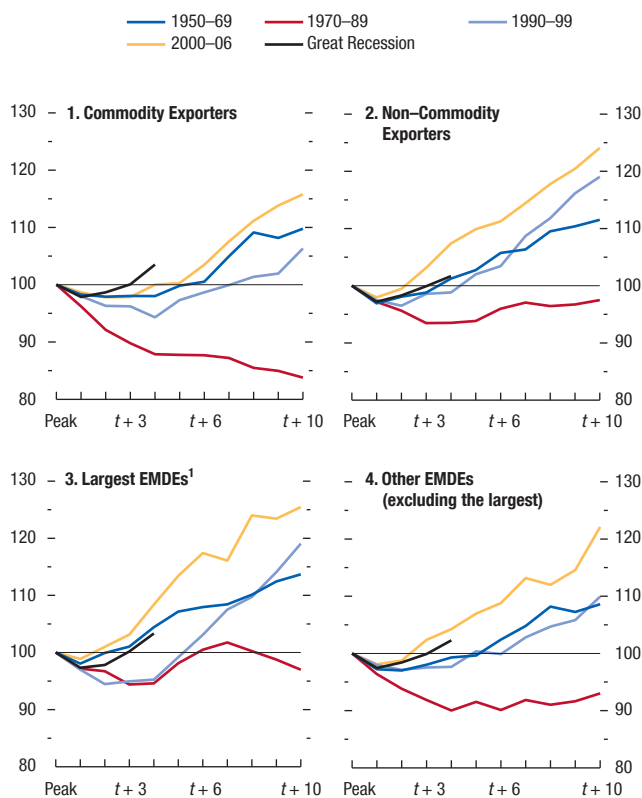 1950–69 1970–89 1990–99
2000–06 Great Recession
1. Commodity Exporters
130
120
110
100
90
80
Peak t + 3 t + 6 t + 10
2. Non–Commodity
Exporters
130
120
110
100
90
80
Peak t + 3 t + 6 t + 10
3. Largest EMDEs¹
130
120
110
100
90
80
Peak t + 3 t + 6 t + 10
4. Other EMDEs
(excluding the largest)
130
120
110
100
90
80
Peak t + 3 t + 6 t + 10